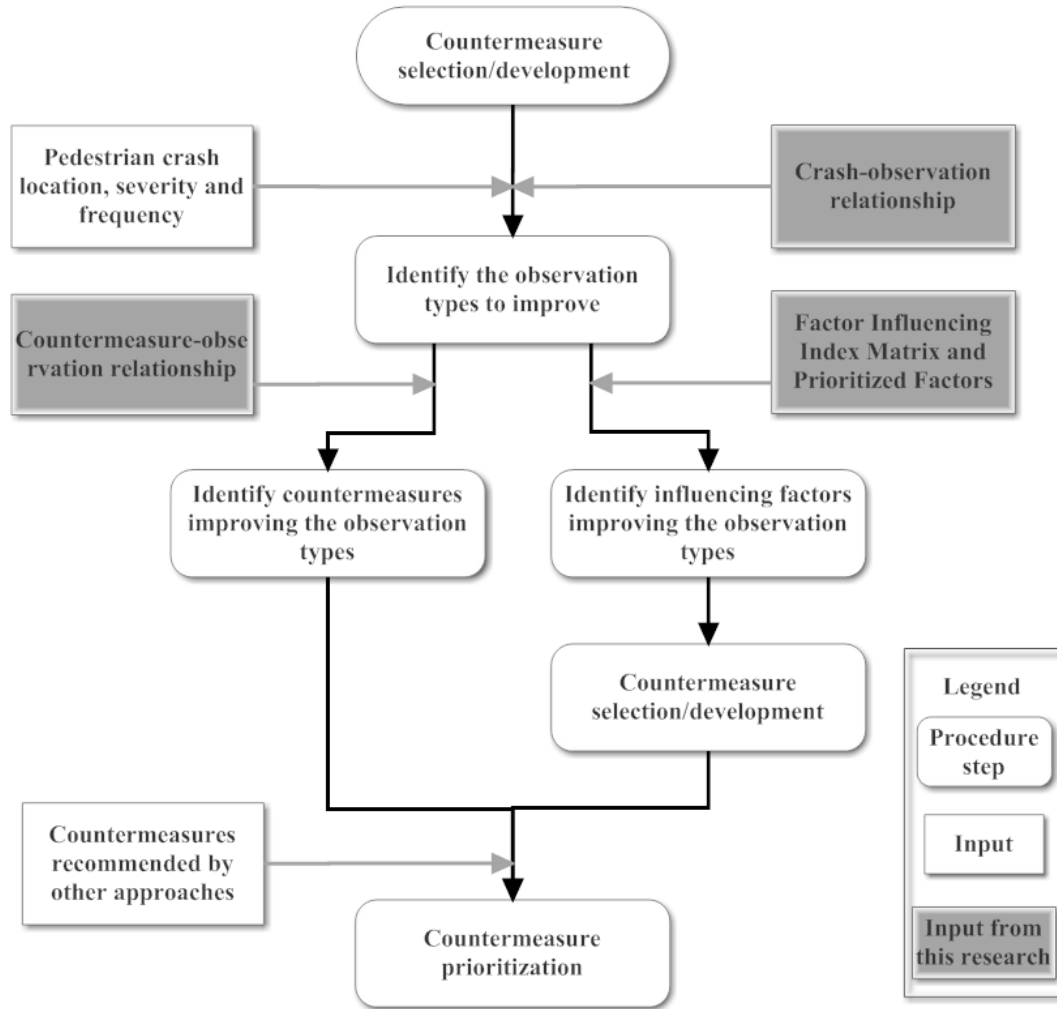 Countermeasure
selection/development
Pedestrian crash
location, severity and
frequency
Crash-observation
relationship
Identify the observation
types to improve
Countermeasure-obse
rvation relationship
Factor Influencing
Index Matrix and
Prioritized Factors
Identify countermeasures
improving the observation
types
Identify influencing factors
improving the observation
types
Countermeasure
selection/development
Countermeasures
recommended by
other approaches
Countermeasure
prioritization
Legend
Procedure
step
Input
Input from
this research